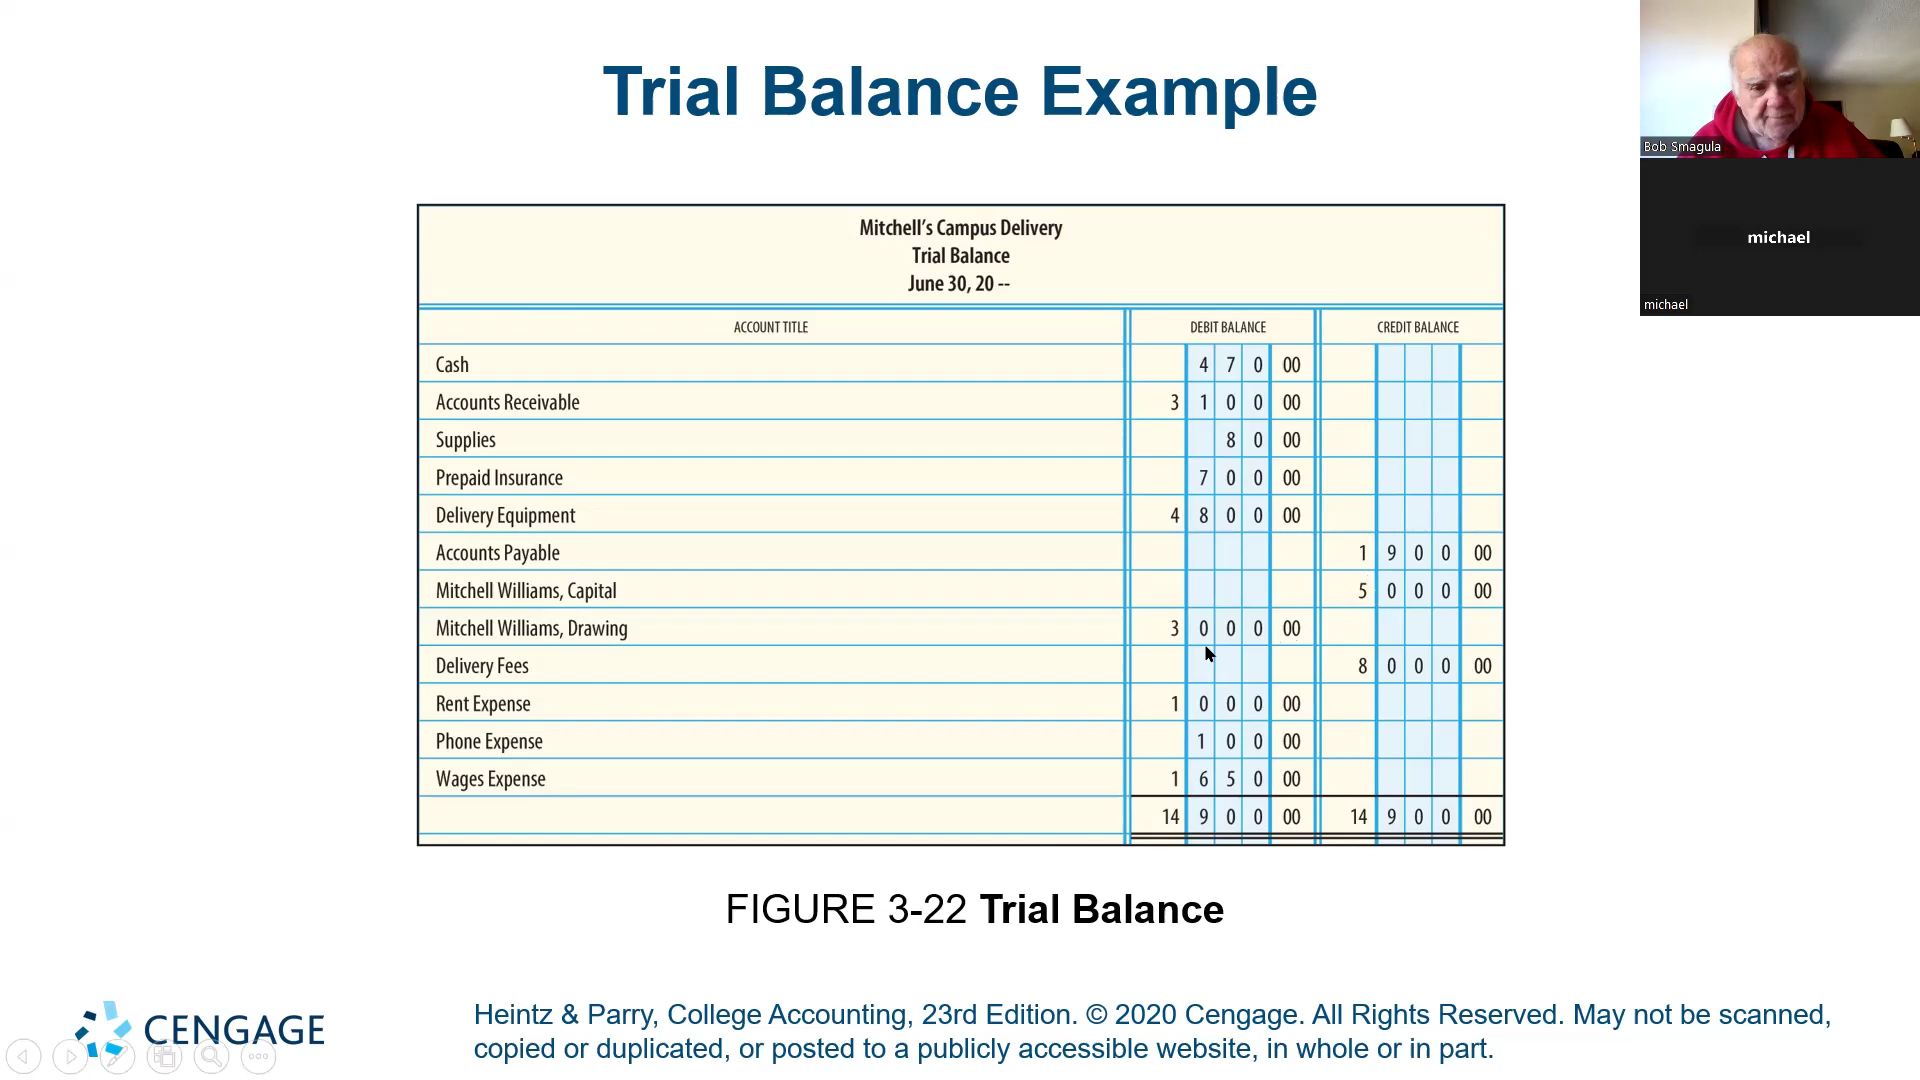 Trial Balance Example
Bob Smagula
michael
michael
Mitchell's Campus Delivery
Trial Balance
June 30, 20 --
ACCOUNT TITLE DEBIT BALANCE CREDIT BALANCE
Cash 4 7 0 00
Accounts Receivable 3 1 0 0 00
Supplies 8 0 00
Prepaid Insurance 7 0 0 00
Delivery Equipment 4 8 0 0 00
Accounts Payable 1 9 0 0 00
Mitchell Williams, Capital 5 0 0 0 00
Mitchell Williams, Drawing 3 0 0 0 00
Delivery Fees 8 0 0 0 00
Rent Expense 1 0 0 0 00
Phone Expense 1 0 0 00
Wages Expense 1 6 5 0 00
14 9 0 0 00 14 9 0 0 00
FIGURE 3-22 Trial Balance
CENGAGE
Heintz & Parry, College Accounting, 23rd Edition. © 2020 Cengage. All Rights Reserved. May not be scanned,
copied or duplicated, or posted to a publicly accessible website, in whole or in part.